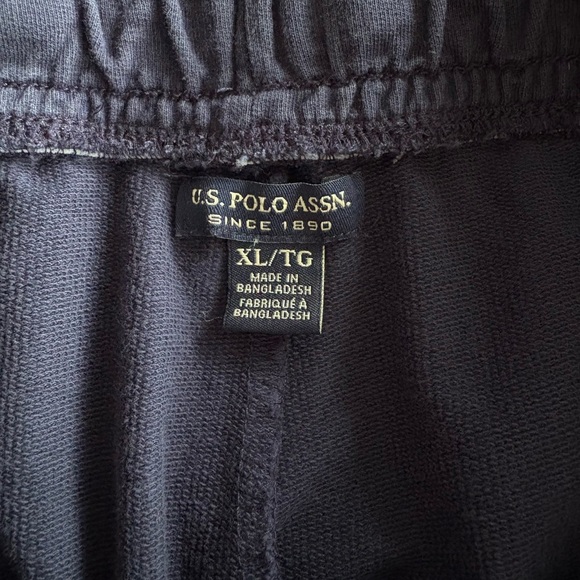 U.S. POLO ASSN.
SINCE 1890
XL/TG
MADE IN
BANGLADESH
FABRIQUÉ À
BANGLADESH